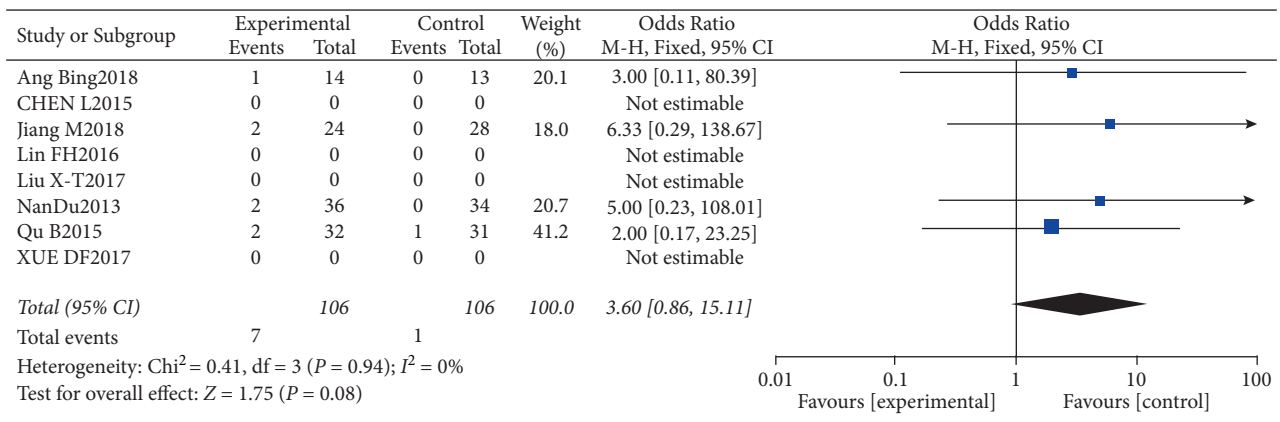 Study or Subgroup Experimental Control Weight Odds Ratio Odds Ratio
Events Total Events Total (%) M-H, Fixed, 95% CI M-H, Fixed, 95% CI
Ang Bing2018 1 14 0 13 20.1 3.00 [0.11, 80.39]
CHEN L2015 0 0 0 0 Not estimable
Jiang M2018 2 24 0 28 18.0 6.33 [0.29, 138.67]
Lin FH2016 0 0 0 0 Not estimable
Liu X-T2017 0 0 0 0 Not estimable
NanDu2013 2 36 0 34 20.7 5.00 [0.23, 108.01]
Qu B2015 2 32 1 31 41.2 2.00 [0.17, 23.25]
XUE DF2017 0 0 0 0 Not estimable
Total (95% CI) 106 106 100.0 3.60 [0.86, 15.11]
Total events 7 1
Heterogeneity: Chi² = 0.41, df = 3 (P = 0.94); I² = 0%
Test for overall effect: Z = 1.75 (P = 0.08)
0.01 0.1 1 10 100
Favours [experimental] Favours [control]